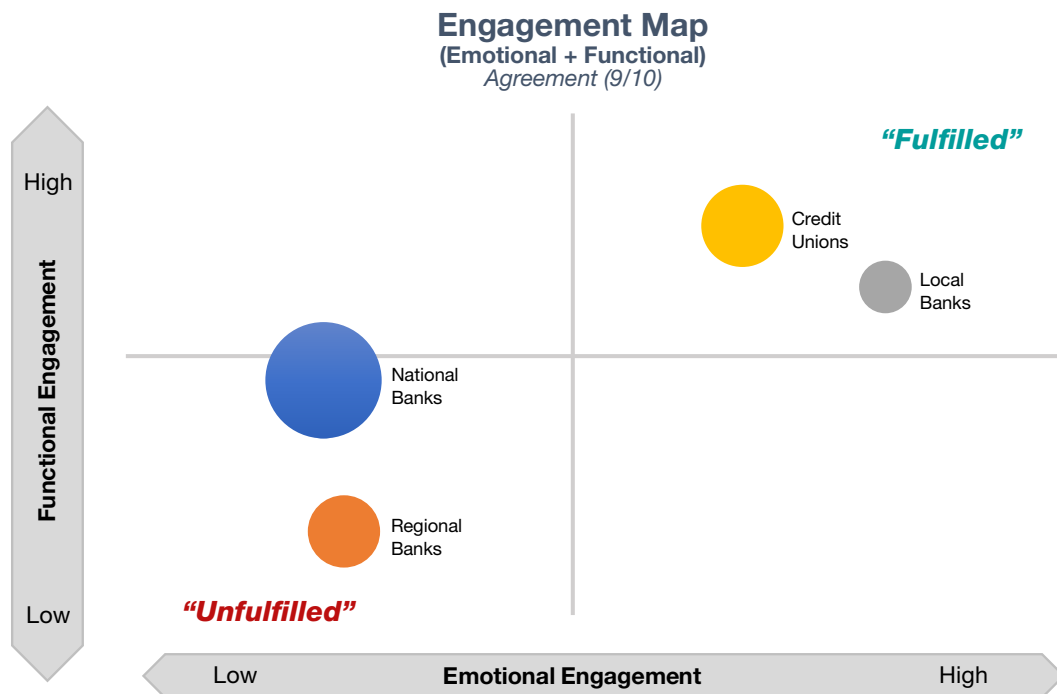 Engagement Map
(Emotional + Functional)
Agreement (9/10)
“Fulfilled”
High
Credit
Unions
Local
Banks
Functional Engagement
National
Banks
Regional
Banks
“Unfulfilled”
Low
Low
Emotional Engagement
High